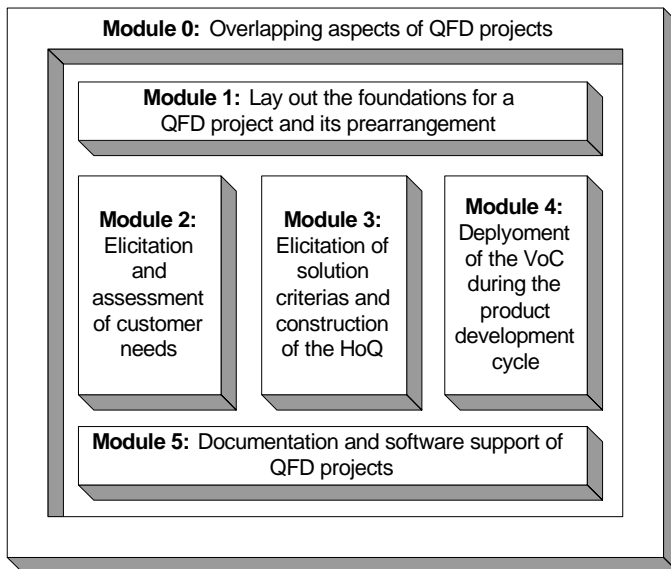 Module 0: Overlapping aspects of QFD projects
Module 1: Lay out the foundations for a
QFD project and its prearrangement
Module 2:
Elicitation
and
assessment
of customer
needs
Module 3:
Elicitation of
solution
criterias and
construction
of the HoQ
Module 4:
Deplyoment
of the VoC
during the
product
development
cycle
Module 5: Documentation and software support of
QFD projects